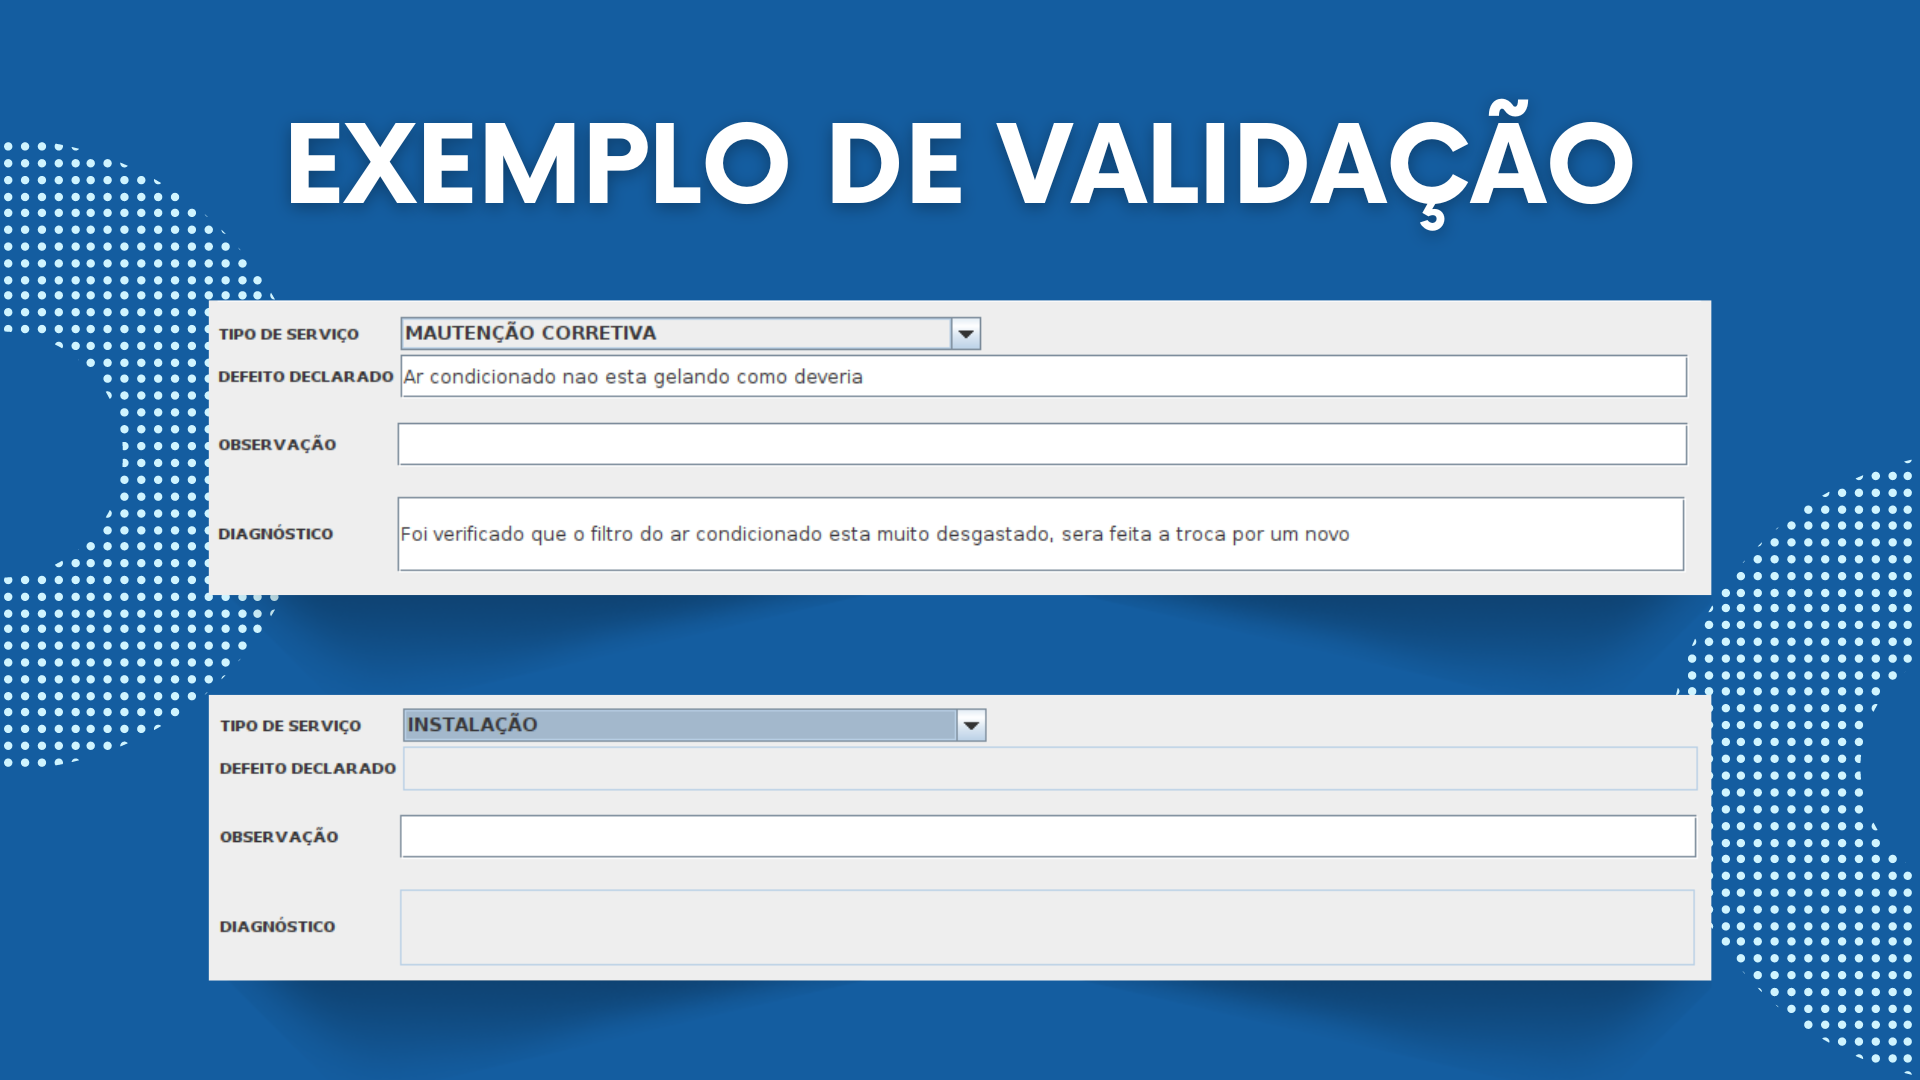 EXEMPLO DE VALIDAÇÃO
TIPO DE SERVIÇO MAUTENÇÃO CORRETIVA
DEFEITO DECLARADO Ar condicionado nao esta gelando como deveria
OBSERVAÇÃO
DIAGNÓSTICO Foi verificado que o filtro do ar condicionado esta muito desgastado, sera feita a troca por um novo
TIPO DE SERVIÇO INSTALAÇÃO
DEFEITO DECLARADO
OBSERVAÇÃO
DIAGNÓSTICO